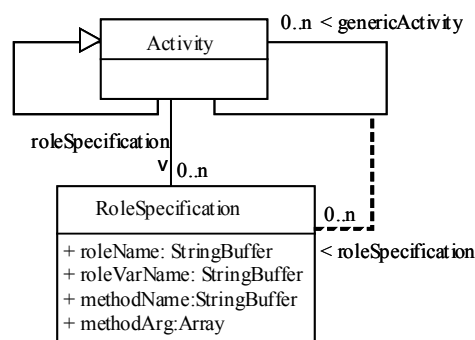 0..n < genericActivity
Activity
roleSpecification
v
0..n
RoleSpecification
0..n
< roleSpecification
+ roleName: StringBuffer
+ roleVarName: StringBuffer
+ methodName:StringBuffer
+ methodArg:Array